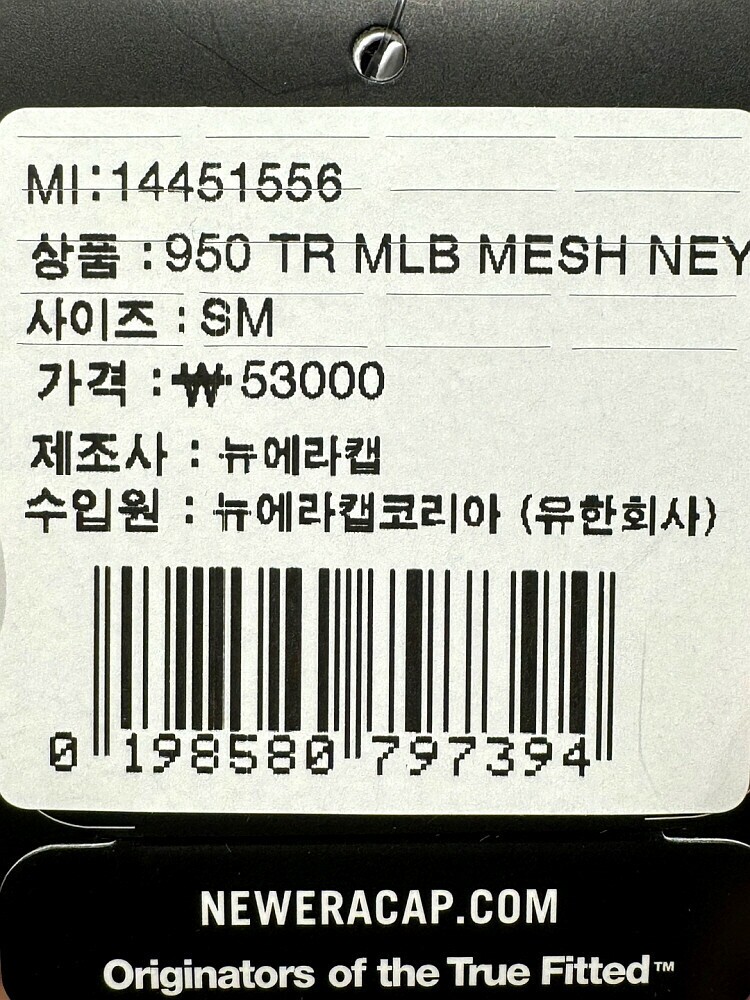 MI:14451556
상품 :950 TR MLB MESH NEY
사이즈 : SM
가격 :₩ 53000
제조사 : 뉴에라캡
수입원 : 뉴에라캡코리아 (유한회사)
0 198580 797394
NEWERACAP.COM
Originators of the True Fitted™